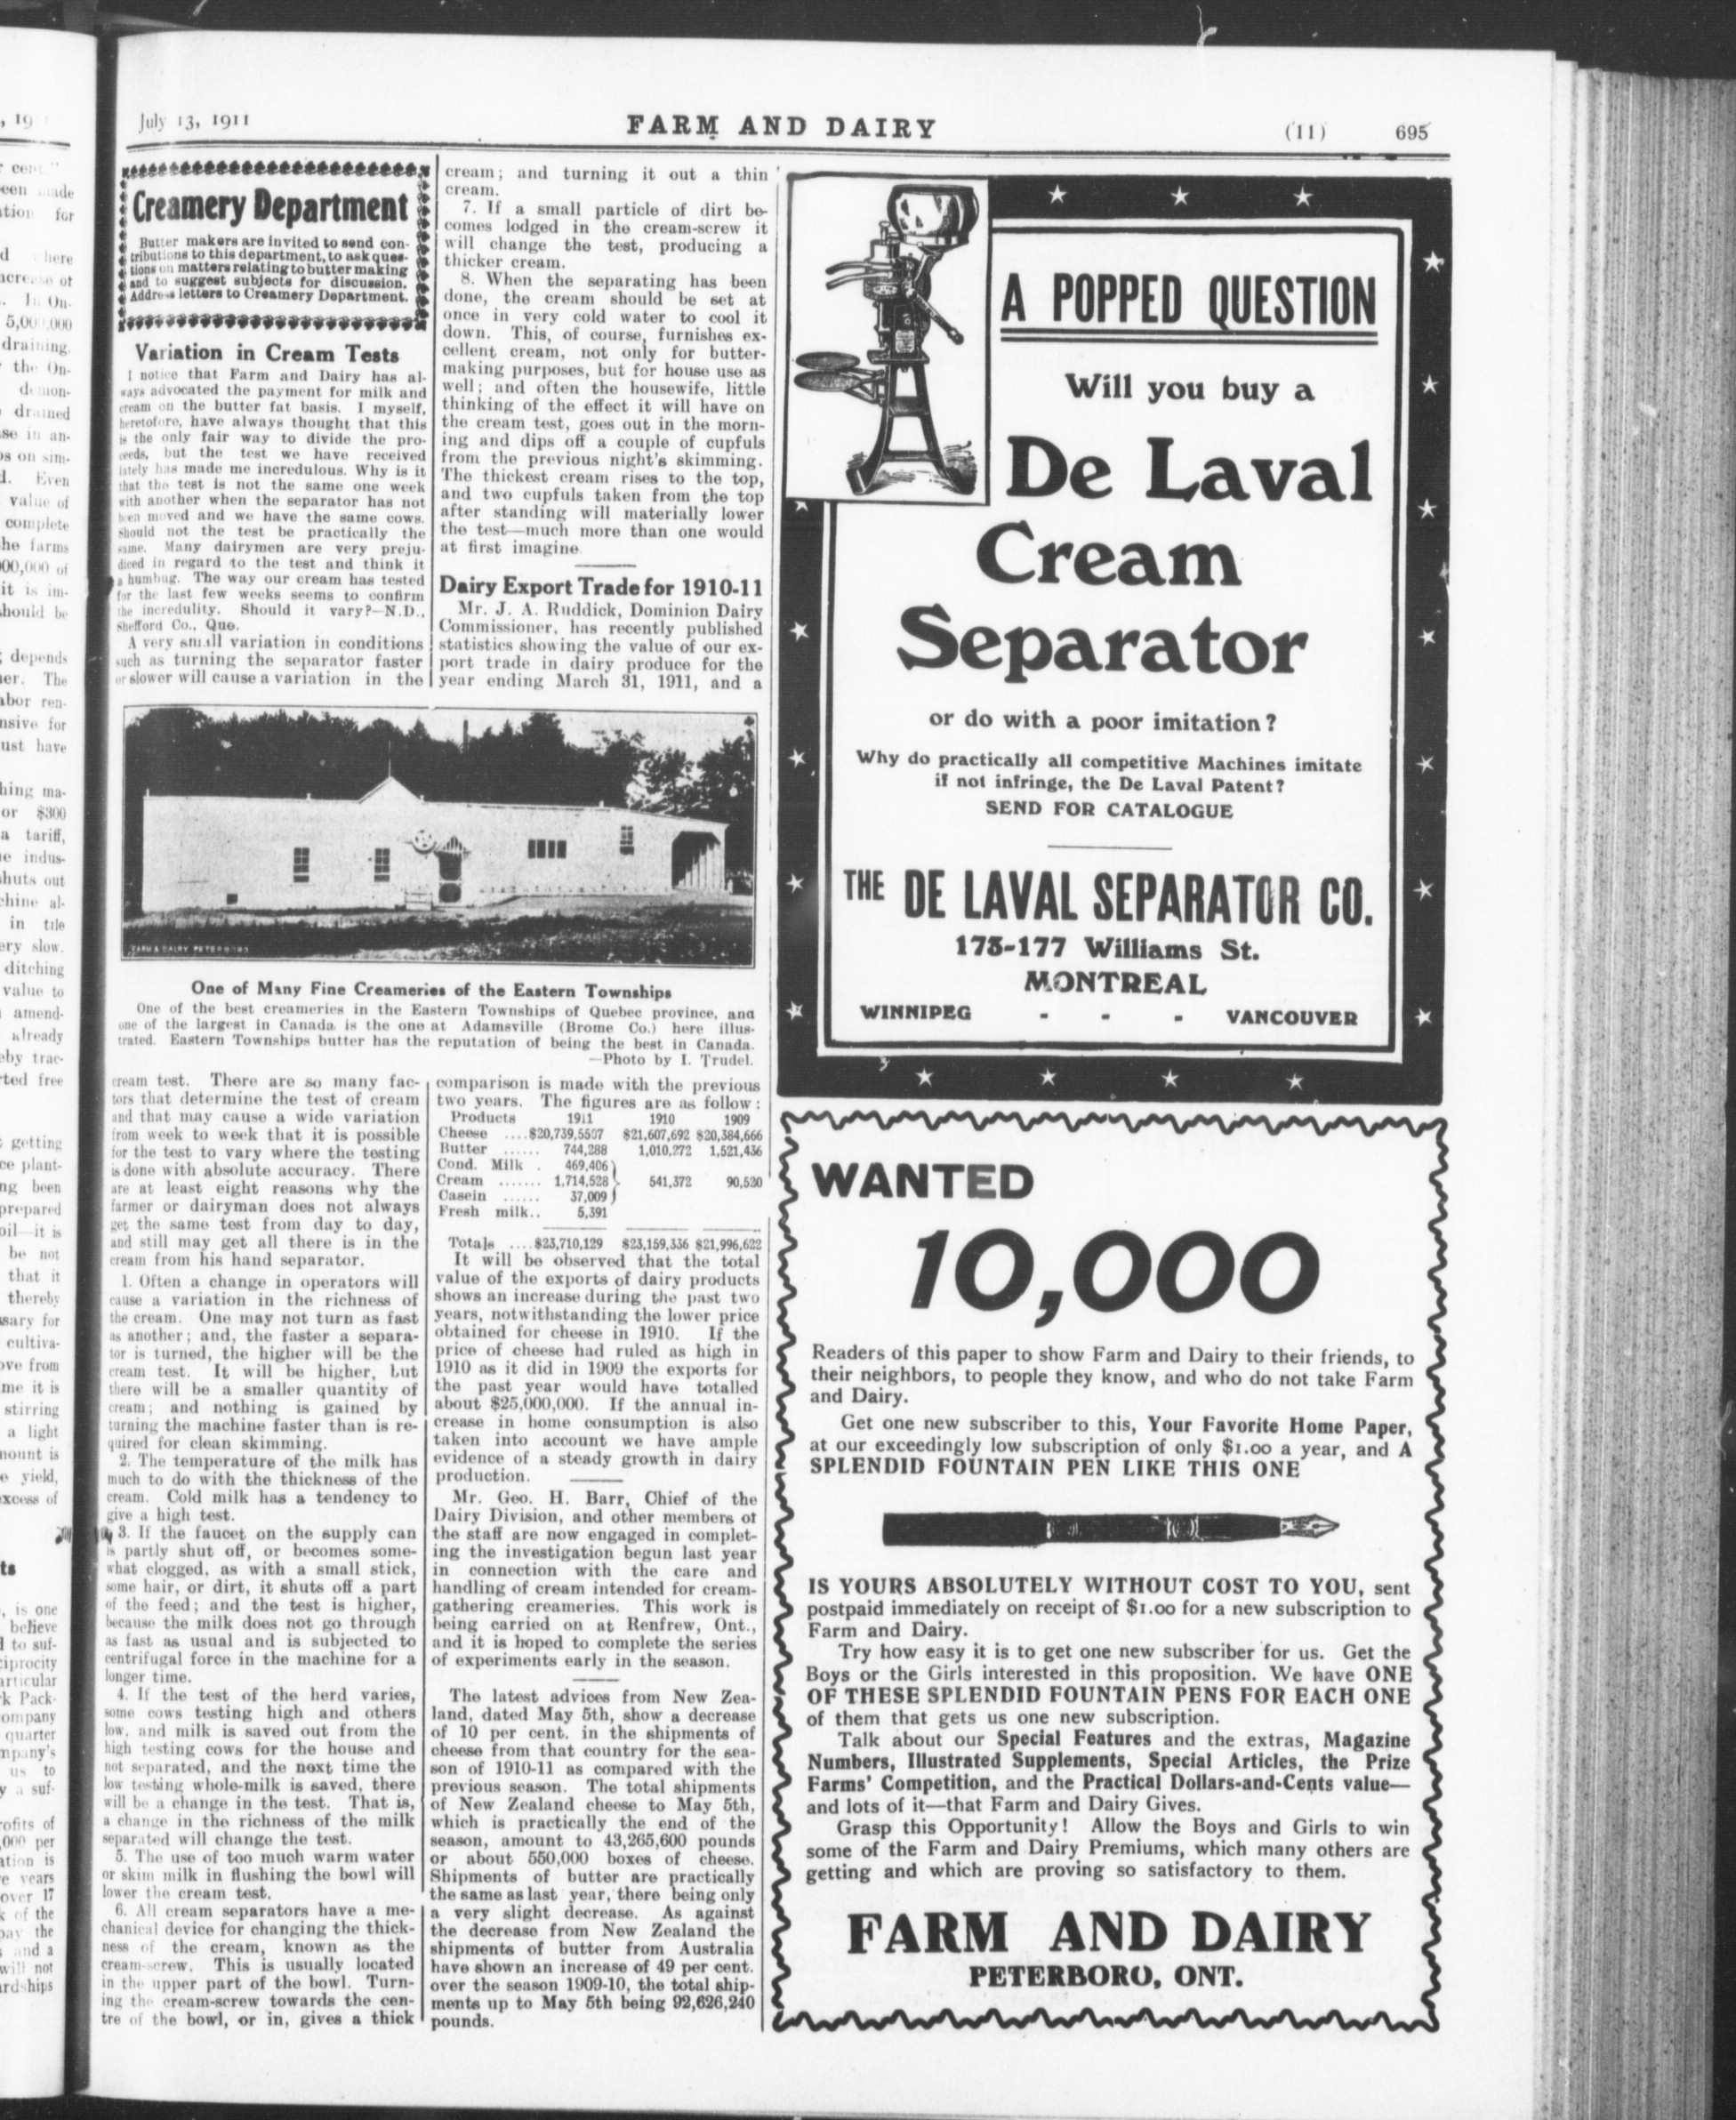 July 13, 1911
FARM AND DAIRY
(11) 695
Creamery Department
Butter makers are invited to send con-
tributions to this department, to ask ques-
tions on matters relating to butter making
and to suggest subjects for discussion.
Address letters to Creamery Department.
Variation in Cream Tests
I notice that Farm and Dairy has al-
ways advocated the payment for milk and
cream on the butter fat basis. I myself,
heretofore, have always thought that this
is the only fair way to divide the pro-
ceeds, but the test we have received
lately has made me incredulous. Why is it
that the test is not the same one week
with another when the separator has not
been moved and we have the same cows.
Should not the test be practically the
same. Many dairymen are very preju-
diced in regard to the test and think it
a humbug. The way our cream has tested
for the last few weeks seems to confirm
the incredulity. Should it vary?—N.D.,
Shefford Co., Que.
A very small variation in conditions
such as turning the separator faster
or slower will cause a variation in the
cream; and turning it out a thin
cream.
7. If a small particle of dirt be-
comes lodged in the cream-screw it
will change the test, producing a
thicker cream.
8. When the separating has been
done, the cream should be set at
once in very cold water to cool it
down. This, of course, furnishes ex-
cellent cream, not only for butter-
making purposes, but for house use as
well; and often the housewife, little
thinking of the effect it will have on
the cream test, goes out in the morn-
ing and dips off a couple of cupfuls
from the previous night's skimming.
The thickest cream rises to the top,
and two cupfuls taken from the top
after standing will materially lower
the test—much more than one would
at first imagine.
Dairy Export Trade for 1910-11
Mr. J. A. Ruddick, Dominion Dairy
Commissioner, has recently published
statistics showing the value of our ex-
port trade in dairy produce for the
year ending March 31, 1911, and a
FARM & DAIRY PETERBORO
One of Many Fine Creameries of the Eastern Townships
One of the best creameries in the Eastern Townships of Quebec province, and
one of the largest in Canada is the one at Adamsville (Brome Co.) here illus-
trated. Eastern Townships butter has the reputation of being the best in Canada.
—Photo by I. Trudel.
cream test. There are so many fac-
tors that determine the test of cream
and that may cause a wide variation
from week to week that it is possible
for the test to vary where the testing
is done with absolute accuracy. There
are at least eight reasons why the
farmer or dairyman does not always
get the same test from day to day,
and still may get all there is in the
cream from his hand separator.
1. Often a change in operators will
cause a variation in the richness of
the cream. One may not turn as fast
as another; and, the faster a separa-
tor is turned, the higher will be the
cream test. It will be higher, but
there will be a smaller quantity of
cream; and nothing is gained by
turning the machine faster than is re-
quired for clean skimming.
2. The temperature of the milk has
much to do with the thickness of the
cream. Cold milk has a tendency to
give a high test.
3. If the faucet on the supply can
is partly shut off, or becomes some-
what clogged, as with a small stick,
some hair, or dirt, it shuts off a part
of the feed; and the test is higher,
because the milk does not go through
as fast as usual and is subjected to
centrifugal force in the machine for a
longer time.
4. If the test of the herd varies,
some cows testing high and others
low, and milk is saved out from the
high testing cows for the house and
not separated, and the next time the
low testing whole-milk is saved, there
will be a change in the test. That is,
a change in the richness of the milk
separated will change the test.
5. The use of too much warm water
or skim milk in flushing the bowl will
lower the cream test.
6. All cream separators have a me-
chanical device for changing the thick-
ness of the cream, known as the
cream-screw. This is usually located
in the upper part of the bowl. Turn-
ing the cream-screw towards the cen-
tre of the bowl, or in, gives a thick
comparison is made with the previous
two years. The figures are as follow:
Products 1911 1910 1909
Cheese ....$20,739,5507 $21,607,692 $20,384,666
Butter ...... 744,288 1,010,272 1,521,436
Cond. Milk . 469,406
Cream ....... 1,714,528 541,372 90,520
Casein ...... 37,009
Fresh milk.. 5,391
Totals ....$23,710,129 $23,159,336 $21,996,622
It will be observed that the total
value of the exports of dairy products
shows an increase during the past two
years, notwithstanding the lower price
obtained for cheese in 1910. If the
price of cheese had ruled as high in
1910 as it did in 1909 the exports for
the past year would have totalled
about $25,000,000. If the annual in-
crease in home consumption is also
taken into account we have ample
evidence of a steady growth in dairy
production.
Mr. Geo. H. Barr, Chief of the
Dairy Division, and other members of
the staff are now engaged in complet-
ing the investigation begun last year
in connection with the care and
handling of cream intended for cream-
gathering creameries. This work is
being carried on at Renfrew, Ont.,
and it is hoped to complete the series
of experiments early in the season.
The latest advices from New Zea-
land, dated May 5th, show a decrease
of 10 per cent. in the shipments of
cheese from that country for the sea-
son of 1910-11 as compared with the
previous season. The total shipments
of New Zealand cheese to May 5th,
which is practically the end of the
season, amount to 43,265,600 pounds
or about 550,000 boxes of cheese.
Shipments of butter are practically
the same as last year, there being only
a very slight decrease. As against
the decrease from New Zealand the
shipments of butter from Australia
have shown an increase of 49 per cent.
over the season 1909-10, the total ship-
ments up to May 5th being 92,626,240
pounds.
A POPPED QUESTION
Will you buy a
De Laval
Cream
Separator
or do with a poor imitation?
Why do practically all competitive Machines imitate
if not infringe, the De Laval Patent?
SEND FOR CATALOGUE
THE DE LAVAL SEPARATOR CO.
173-177 Williams St.
MONTREAL
WINNIPEG - - - VANCOUVER
WANTED
10,000
Readers of this paper to show Farm and Dairy to their friends, to
their neighbors, to people they know, and who do not take Farm
and Dairy.
Get one new subscriber to this, Your Favorite Home Paper,
at our exceedingly low subscription of only $1.00 a year, and A
SPLENDID FOUNTAIN PEN LIKE THIS ONE
IS YOURS ABSOLUTELY WITHOUT COST TO YOU, sent
postpaid immediately on receipt of $1.00 for a new subscription to
Farm and Dairy.
Try how easy it is to get one new subscriber for us. Get the
Boys or the Girls interested in this proposition. We have ONE
OF THESE SPLENDID FOUNTAIN PENS FOR EACH ONE
of them that gets us one new subscription.
Talk about our Special Features and the extras, Magazine
Numbers, Illustrated Supplements, Special Articles, the Prize
Farms' Competition, and the Practical Dollars-and-Cents value—
and lots of it—that Farm and Dairy Gives.
Grasp this Opportunity! Allow the Boys and Girls to win
some of the Farm and Dairy Premiums, which many others are
getting and which are proving so satisfactory to them.
FARM AND DAIRY
PETERBORO, ONT.